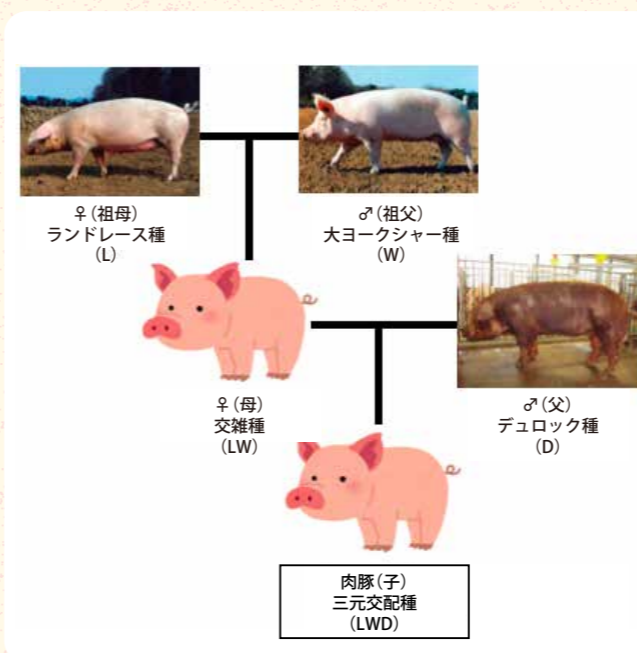 ♀(祖母)
ランドレース種
(L)
♂(祖父)
大ヨークシャー種
(W)
♀(母)
交雑種
(LW)
♂(父)
デュロック種
(D)
肉豚(子)
三元交配種
(LWD)